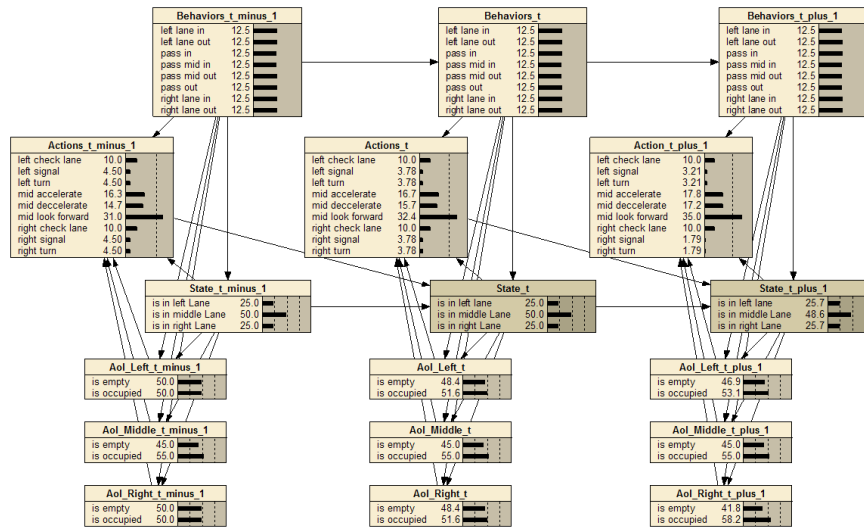 Behaviors_t_minus_1
left lane in 12.5
left lane out 12.5
pass in 12.5
pass mid in 12.5
pass mid out 12.5
pass out 12.5
right lane in 12.5
right lane out 12.5
Behaviors_t
left lane in 12.5
left lane out 12.5
pass in 12.5
pass mid in 12.5
pass mid out 12.5
pass out 12.5
right lane in 12.5
right lane out 12.5
Behaviors_t_plus_1
left lane in 12.5
left lane out 12.5
pass in 12.5
pass mid in 12.5
pass mid out 12.5
pass out 12.5
right lane in 12.5
right lane out 12.5
Actions_t_minus_1
left check lane 10.0
left signal 4.50
left turn 4.50
mid accelerate 16.3
mid deccelerate 14.7
mid look forward 31.0
right check lane 10.0
right signal 4.50
right turn 4.50
Actions_t
left check lane 10.0
left signal 3.78
left turn 3.78
mid accelerate 16.7
mid deccelerate 15.7
mid look forward 32.4
right check lane 10.0
right signal 3.78
right turn 3.78
Action_t_plus_1
left check lane 10.0
left signal 3.21
left turn 3.21
mid accelerate 17.8
mid deccelerate 17.2
mid look forward 35.0
right check lane 10.0
right signal 1.79
right turn 1.79
State_t_minus_1
is in left Lane 25.0
is in middle Lane 50.0
is in right Lane 25.0
State_t
is in left lane 25.0
is in middle Lane 50.0
is in right Lane 25.0
State_t_plus_1
is in left lane 25.7
is in middle Lane 48.6
is in right Lane 25.7
AoI_Left_t_minus_1
is empty 50.0
is occupied 50.0
AoI_Left_t
is empty 48.4
is occupied 51.6
AoI_Left_t_plus_1
is empty 46.9
is occupied 53.1
AoI_Middle_t_minus_1
is empty 45.0
is occupied 55.0
AoI_Middle_t
is empty 45.0
is occupied 55.0
AoI_Middle_t_plus_1
is empty 45.0
is occupied 55.0
AoI_Right_t_minus_1
is empty 50.0
is occupied 50.0
AoI_Right_t
is empty 48.4
is occupied 51.6
AoI_Right_t_plus_1
is empty 41.8
is occupied 58.2